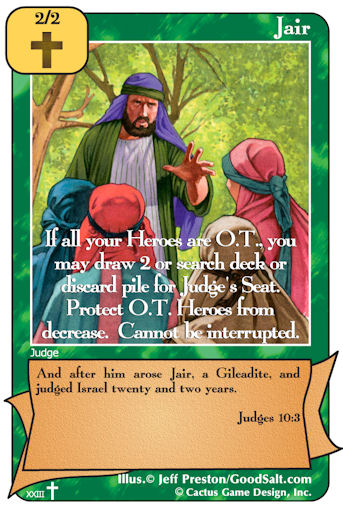 2/2
Jair
If all your Heroes are O.T., you
may draw 2 or search deck or
discard pile for Judge's Seat.
Protect O.T. Heroes from
decrease. Cannot be interrupted.
Judge
And after him arose Jair, a Gileadite, and
judged Israel twenty and two years.
Judges 10:3
Illus.© Jeff Preston/GoodSalt.com
XXIII
© Cactus Game Design, Inc.